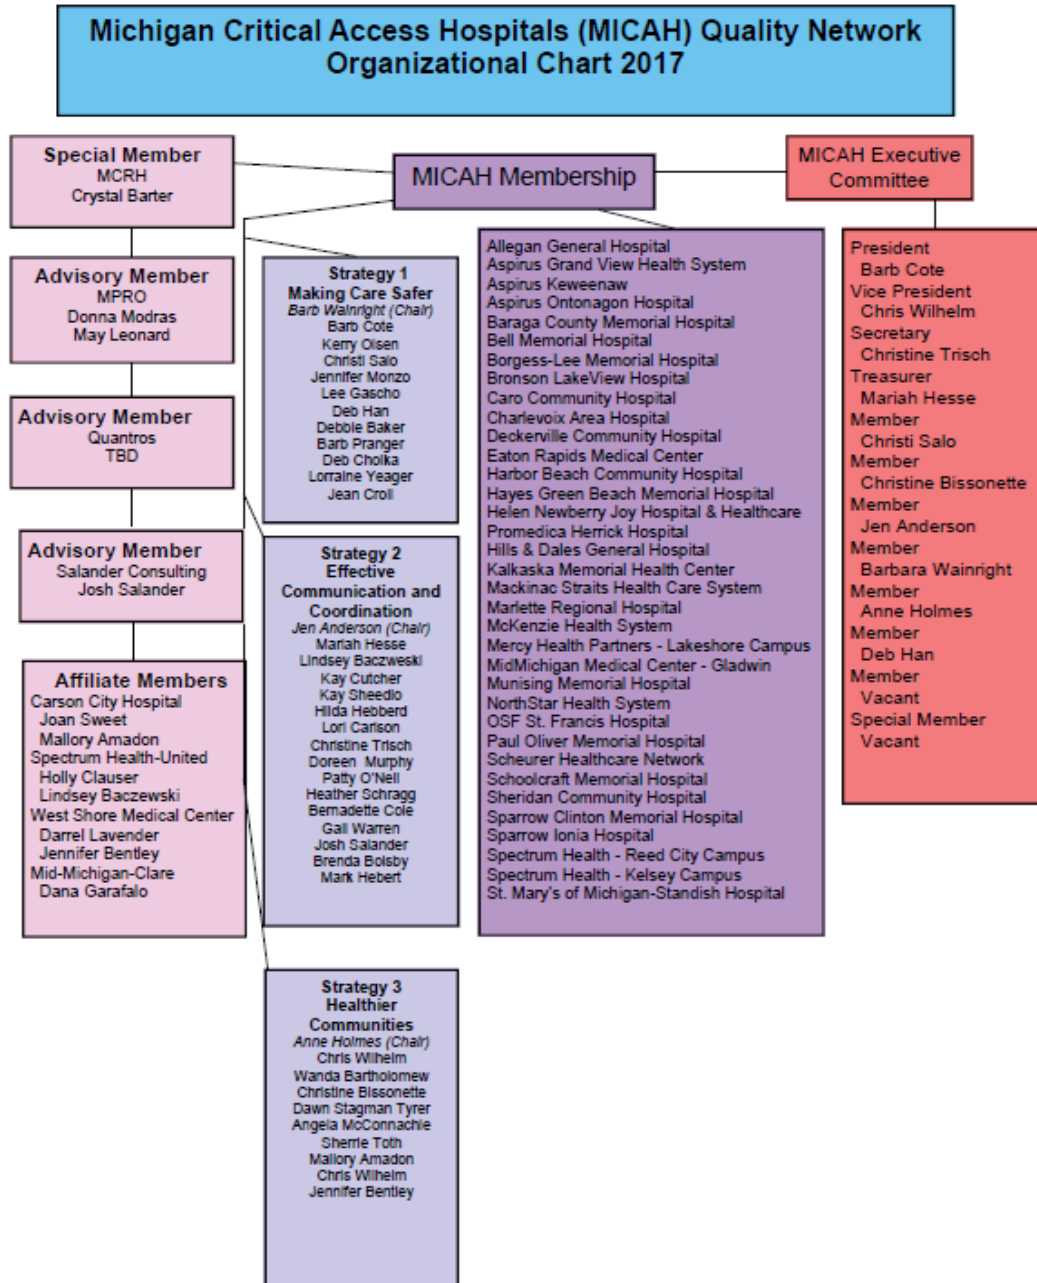 Michigan Critical Access Hospitals (MICAH) Quality Network
Organizational Chart 2017
Special Member
MCRH
Crystal Barter
MICAH Membership
MICAH Executive
Committee
Advisory Member
MPRO
Donna Modras
May Leonard
Advisory Member
Quantros
TBD
Advisory Member
Salander Consulting
Josh Salander
Affiliate Members
Carson City Hospital
Joan Sweet
Mallory Amadon
Spectrum Health-United
Holly Clauser
Lindsey Baczewski
West Shore Medical Center
Darrel Lavender
Jennifer Bentley
Mid-Michigan-Clare
Dana Garafalo
Strategy 1
Making Care Safer
Barb Wainright (Chair)
Barb Cote
Kerry Olsen
Christi Salo
Jennifer Monzo
Lee Gascho
Deb Han
Debbie Baker
Barb Pranger
Deb Cholka
Lorraine Yeager
Jean Croll
Strategy 2
Effective
Communication and
Coordination
Jen Anderson (Chair)
Mariah Hesse
Lindsey Baczweski
Kay Cutcher
Kay Sheedlo
Hilda Hebberd
Lori Carlson
Christine Trisch
Doreen Murphy
Patty O'Neil
Heather Schragg
Bernadette Cole
Gail Warren
Josh Salander
Brenda Bolsby
Mark Hebert
Strategy 3
Healthier
Communities
Anne Holmes (Chair)
Chris Wilhelm
Wanda Bartholomew
Christine Bissonette
Dawn Stagman Tyrer
Angela McConnachie
Sherrie Toth
Mallory Amadon
Chris Wilhelm
Jennifer Bentley
Allegan General Hospital
Aspirus Grand View Health System
Aspirus Keweenaw
Aspirus Ontonagon Hospital
Baraga County Memorial Hospital
Bell Memorial Hospital
Borgess-Lee Memorial Hospital
Bronson LakeView Hospital
Caro Community Hospital
Charlevoix Area Hospital
Deckerville Community Hospital
Eaton Rapids Medical Center
Harbor Beach Community Hospital
Hayes Green Beach Memorial Hospital
Helen Newberry Joy Hospital & Healthcare
Promedica Herrick Hospital
Hills & Dales General Hospital
Kalkaska Memorial Health Center
Mackinac Straits Health Care System
Marlette Regional Hospital
McKenzie Health System
Mercy Health Partners - Lakeshore Campus
MidMichigan Medical Center - Gladwin
Munising Memorial Hospital
NorthStar Health System
OSF St. Francis Hospital
Paul Oliver Memorial Hospital
Scheurer Healthcare Network
Schoolcraft Memorial Hospital
Sheridan Community Hospital
Sparrow Clinton Memorial Hospital
Sparrow Ionia Hospital
Spectrum Health - Reed City Campus
Spectrum Health - Kelsey Campus
St. Mary's of Michigan-Standish Hospital
President
Barb Cote
Vice President
Chris Wilhelm
Secretary
Christine Trisch
Treasurer
Mariah Hesse
Member
Christi Salo
Member
Christine Bissonette
Member
Jen Anderson
Member
Barbara Wainright
Member
Anne Holmes
Member
Deb Han
Member
Vacant
Special Member
Vacant